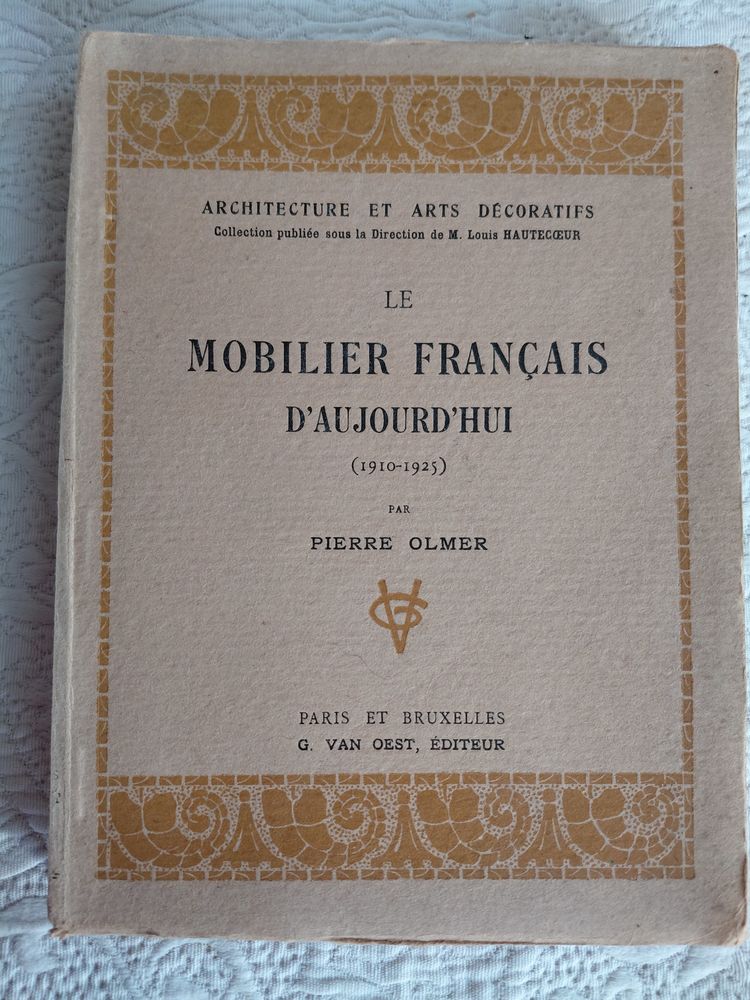 ARCHITECTURE ET ARTS DÉCORATIFS
Collection publiée sous la Direction de M. Louis HAUTECŒUR
LE
MOBILIER FRANÇAIS
D'AUJOURD'HUI
(1910-1925)
PAR
PIERRE OLMER
VG
PARIS ET BRUXELLES
G. VAN OEST, ÉDITEUR